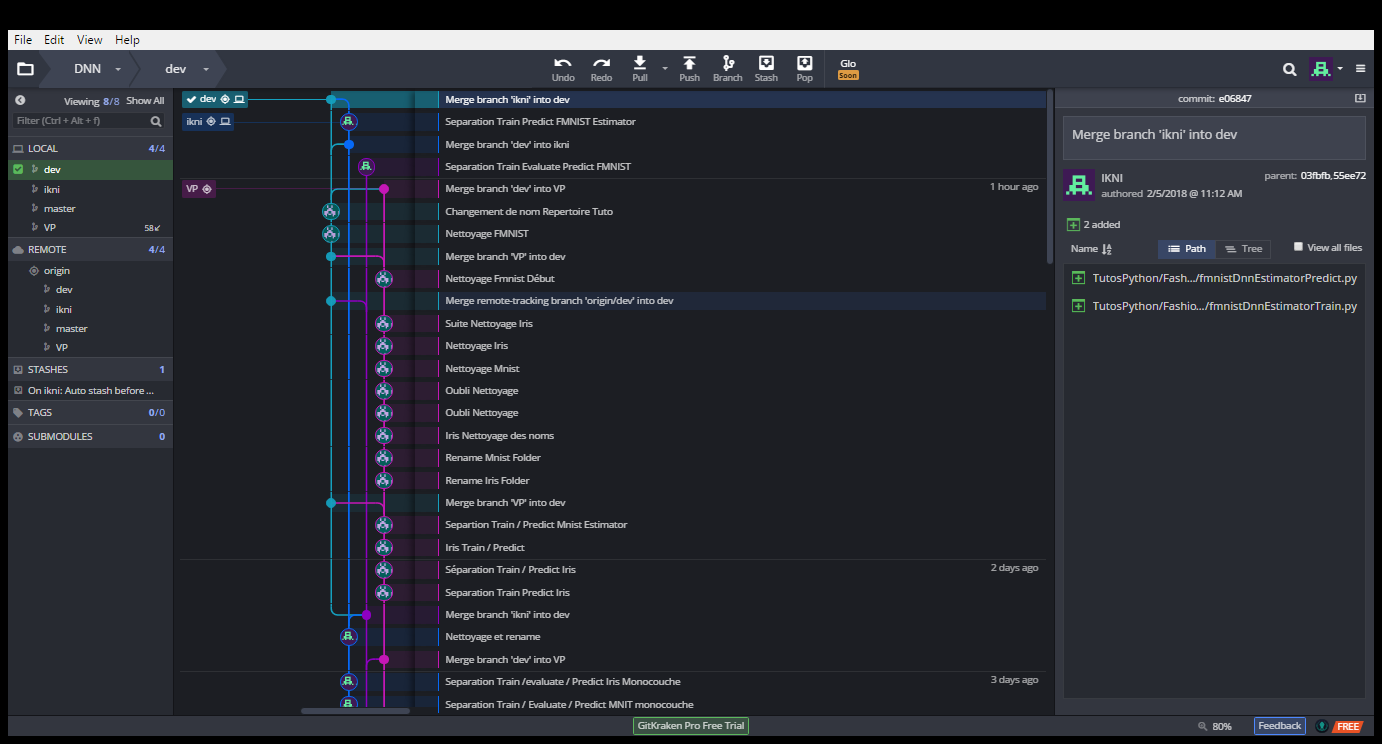 File Edit View Help
DNN dev
Undo Redo Pull Push Branch Stash Pop Glo
Soon
Viewing 8/8 Show All
Filter (Ctrl + Alt + f)
LOCAL 4/4
dev
ikni
master
VP 58
REMOTE 4/4
origin
dev
ikni
master
VP
STASHES 1
On ikni: Auto stash before ...
TAGS 0/0
SUBMODULES 0
dev
ikni
VP
Merge branch 'ikni' into dev
Separation Train Predict FMNIST Estimator
Merge branch 'dev' into ikni
Separation Train Evaluate Predict FMNIST
Merge branch 'dev' into VP 1 hour ago
Changement de nom Repertoire Tuto
Nettoyage FMNIST
Merge branch 'VP' into dev
Nettoyage Fmnist Début
Merge remote-tracking branch 'origin/dev' into dev
Suite Nettoyage Iris
Nettoyage Iris
Nettoyage Mnist
Oubli Nettoyage
Oubli Nettoyage
Iris Nettoyage des noms
Rename Mnist Folder
Rename Iris Folder
Merge branch 'VP' into dev
Separtion Train / Predict Mnist Estimator
Iris Train / Predict
Séparation Train / Predict Iris 2 days ago
Séparation Train Predict Iris
Merge branch 'ikni' into dev
Nettoyage et rename
Merge branch 'dev' into VP
Separation Train /evaluate / Predict Iris Monocouche 3 days ago
Separation Train / Evaluate / Predict MNIT monocouche
commit: e06847
Merge branch 'ikni' into dev
IKNI parent: 03fbfb,55ee72
authored 2/5/2018 @ 11:12 AM
2 added
Name Path Tree View all files
TutosPython/Fash.../fmnistDnnEstimatorPredict.py
TutosPython/Fashio.../fmnistDnnEstimatorTrain.py
GitKraken Pro Free Trial 80% Feedback FREE